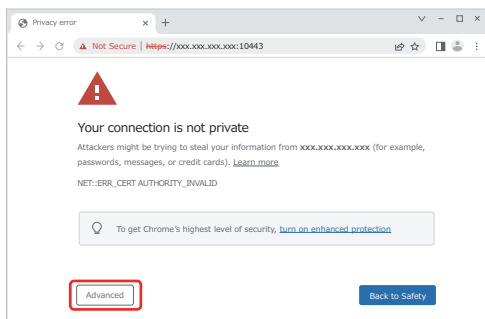 Privacy error
Not Secure | https://xxx.xxx.xxx.xxx:10443
Your connection is not private
Attackers might be trying to steal your information from xxx.xxx.xxx.xxx (for example,
passwords, messages, or credit cards). Learn more
NET::ERR_CERT AUTHORITY_INVALID
To get Chrome's highest level of security, turn on enhanced protection
Advanced
Back to Safety